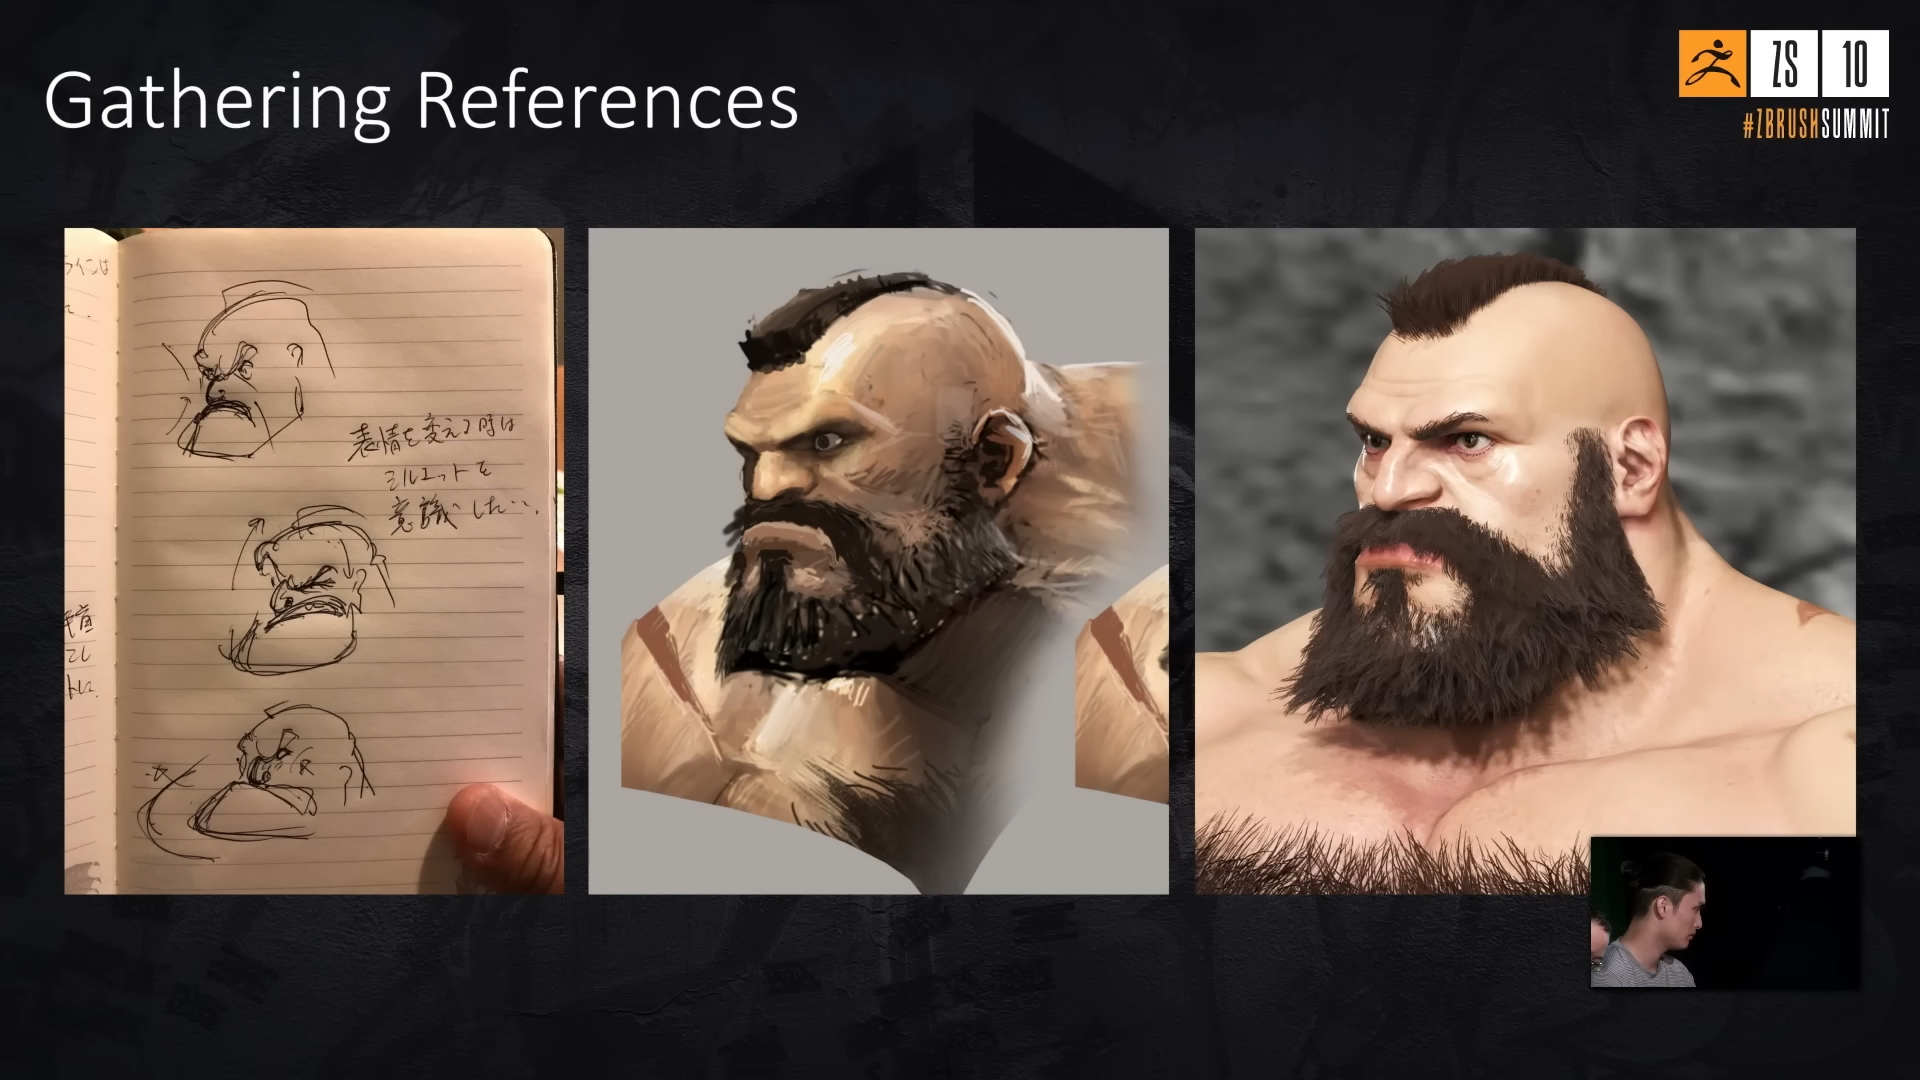 Gathering References
ZS 10
#ZBRUSHSUMMIT
表情を変える時は
シルエットを
意識したい…